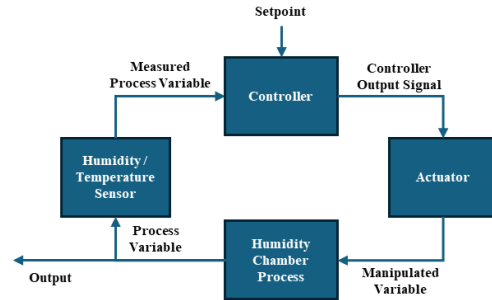 Setpoint
Measured
Process Variable
Controller
Controller
Output Signal
Humidity /
Temperature
Sensor
Actuator
Process
Variable
Humidity
Chamber
Process
Output
Manipulated
Variable